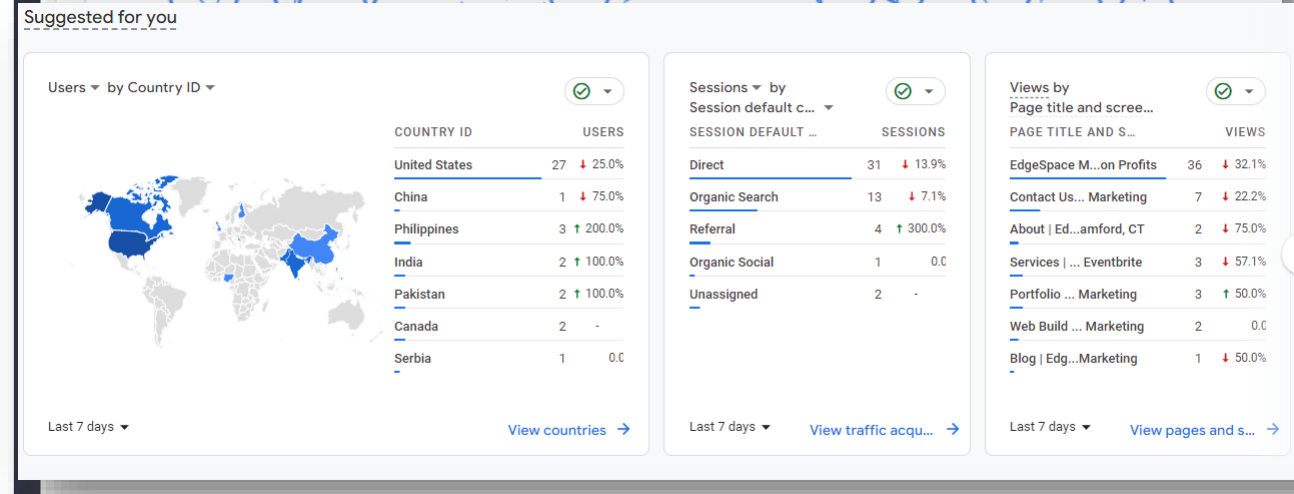 Suggested for you
Users by Country ID
COUNTRY ID USERS
United States 27 ↓ 25.0%
China 1 ↓ 75.0%
Philippines 3 ↑ 200.0%
India 2 ↑ 100.0%
Pakistan 2 ↑ 100.0%
Canada 2 -
Serbia 1 0.0
Last 7 days
View countries →
Sessions by
Session default c...
SESSION DEFAULT ... SESSIONS
Direct 31 ↓ 13.9%
Organic Search 13 ↓ 7.1%
Referral 4 ↑ 300.0%
Organic Social 1 0.0
Unassigned 2 -
Last 7 days
View traffic acqu... →
Views by
Page title and scree...
PAGE TITLE AND S... VIEWS
EdgeSpace M...on Profits 36 ↓ 32.1%
Contact Us... Marketing 7 ↓ 22.2%
About | Ed...amford, CT 2 ↓ 75.0%
Services | ... Eventbrite 3 ↓ 57.1%
Portfolio ... Marketing 3 ↑ 50.0%
Web Build ... Marketing 2 0.0
Blog | Edg...Marketing 1 ↓ 50.0%
Last 7 days
View pages and s... →